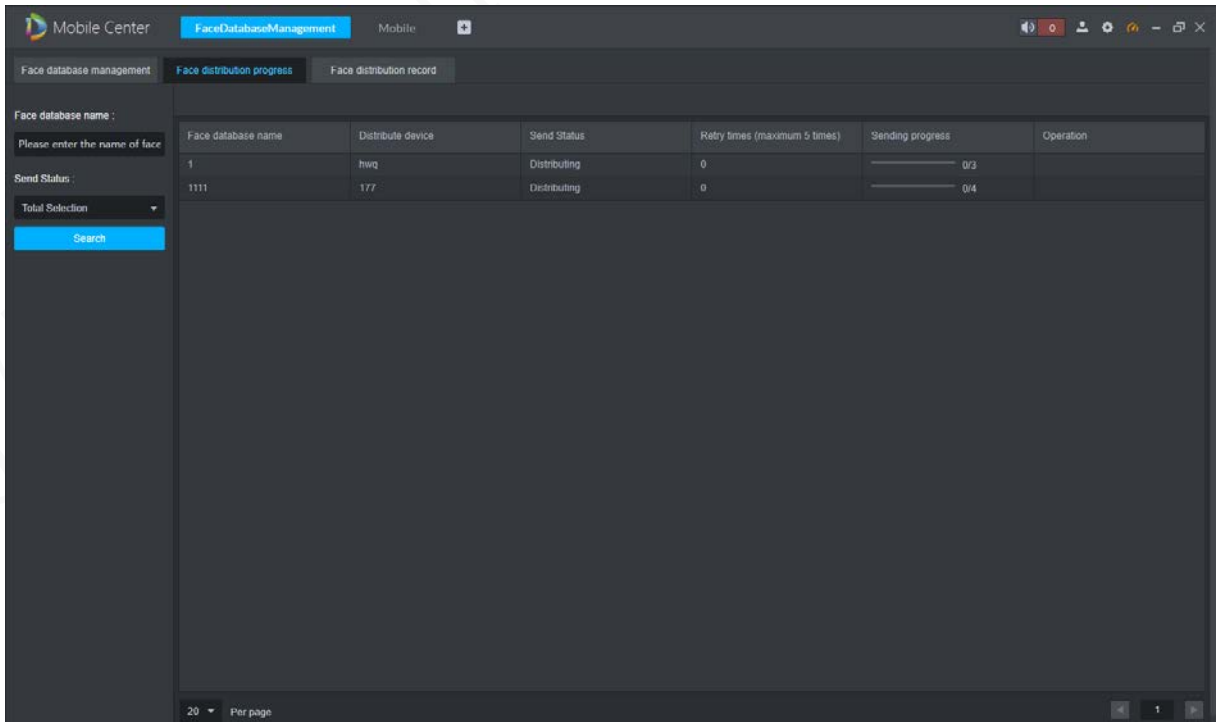 Mobile Center FaceDatabaseManagement Mobile 0
Face database management Face distribution progress Face distribution record
Face database name :
Please enter the name of face
Send Status :
Total Selection
Search
Face database name Distribute device Send Status Retry times (maximum 5 times) Sending progress Operation
1 hwq Distributing 0 0/3
1111 177 Distributing 0 0/4
20 Per page 1